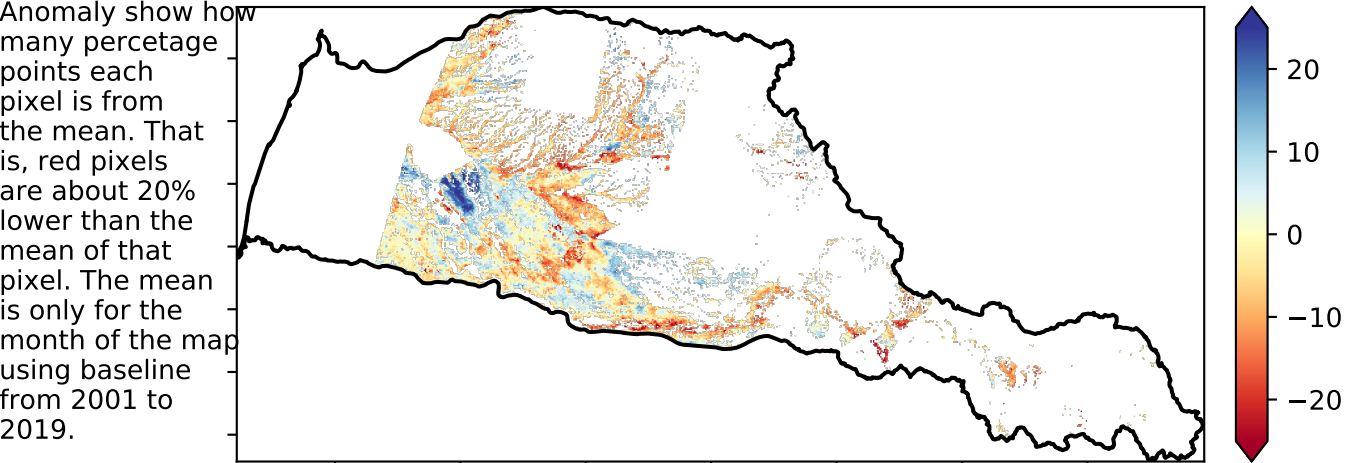 Anomaly show how
many percetage
points each
pixel is from
the mean. That
is, red pixels
are about 20%
lower than the
mean of that
pixel. The mean
is only for the
month of the map
using baseline
from 2001 to
2019.
20
10
0
−10
−20